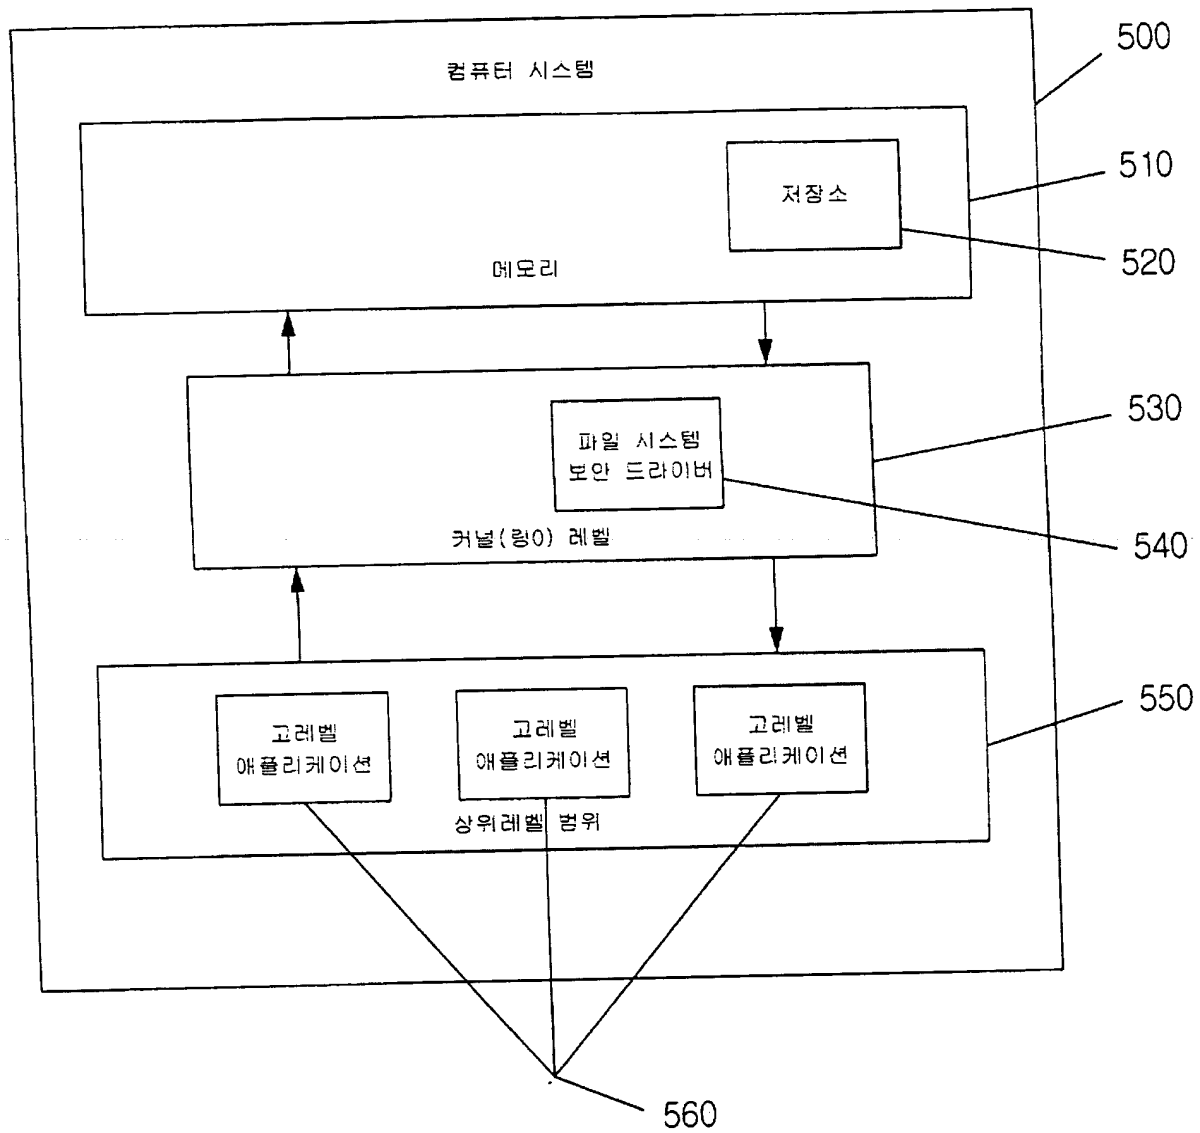 컴퓨터 시스템
500
저장소
510
520
메모리
530
파일 시스템
보안 드라이버
540
커널(링0) 레벨
550
고레벨
애플리케이션
고레벨
애플리케이션
고레벨
애플리케이션
상위레벨 범위
560